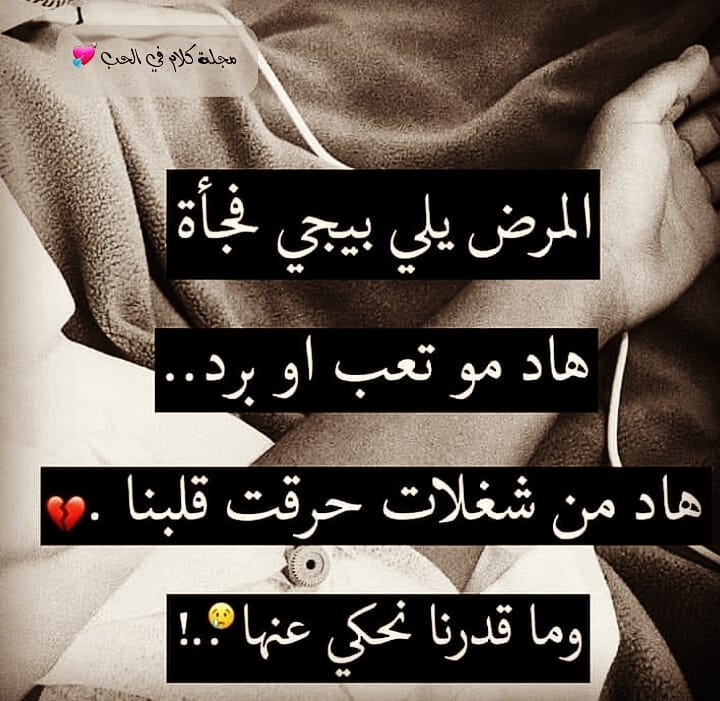 مجلة كلام في الحب 💘
المرض يلي بيجي فجأة
هاد مو تعب او برد..
هاد من شغلات حرقت قلبنا .💔
وما قدرنا نحكي عنها😢..!